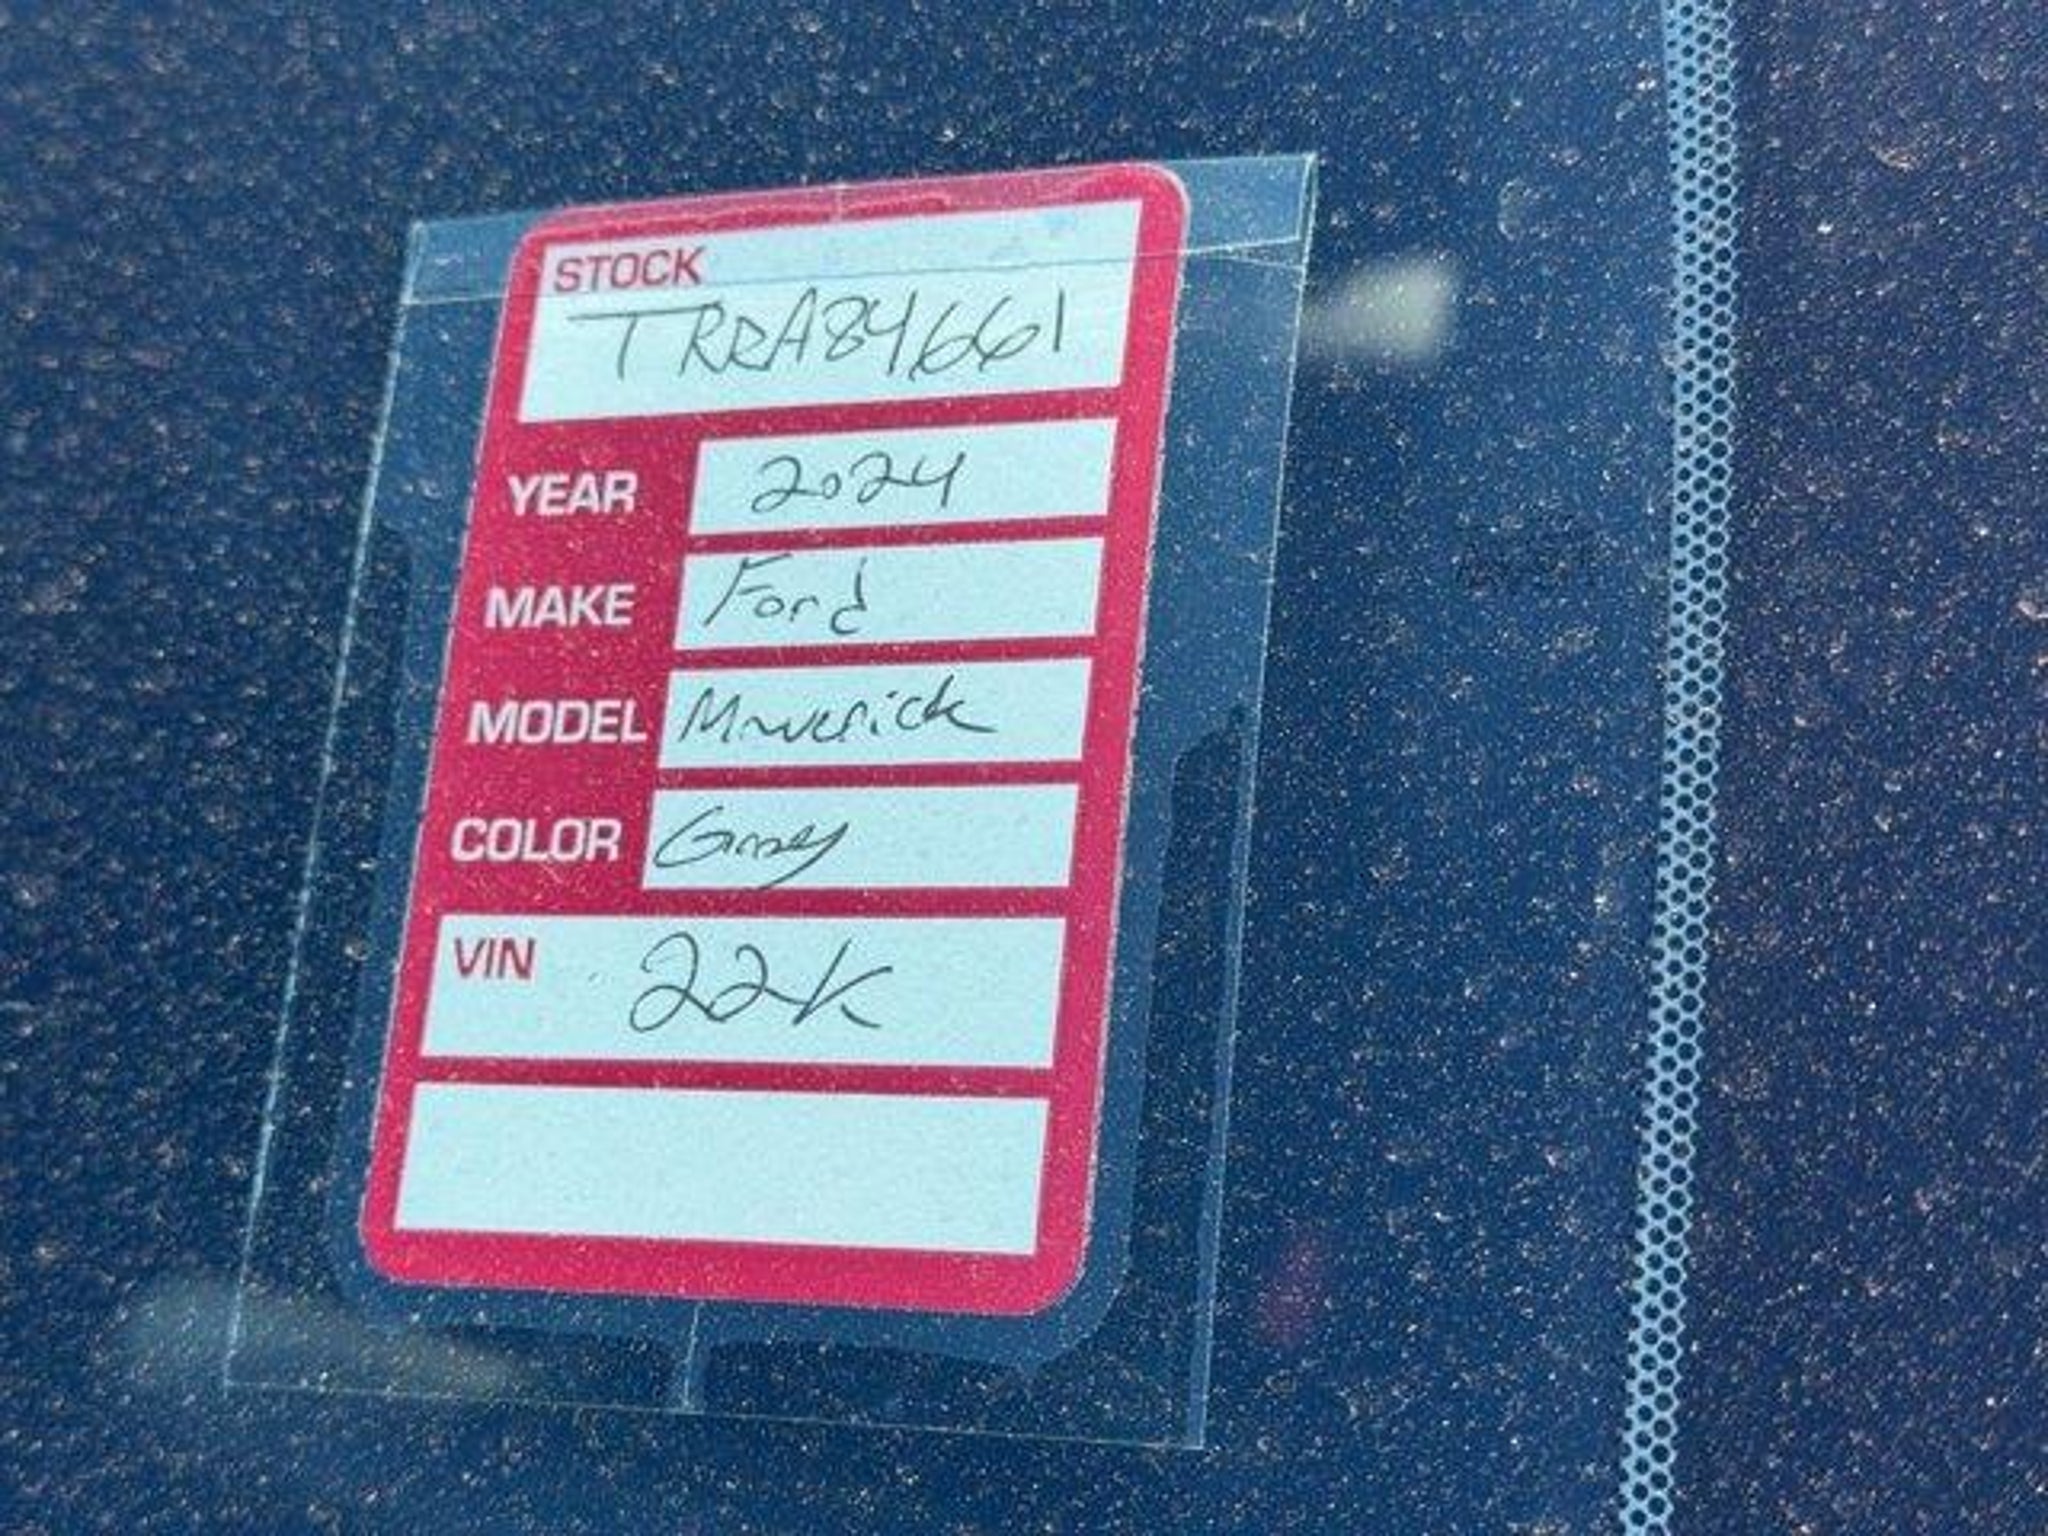 STOCK
TRRA84661
YEAR 2024
MAKE Ford
MODEL Maverick
COLOR Grey
VIN 22K